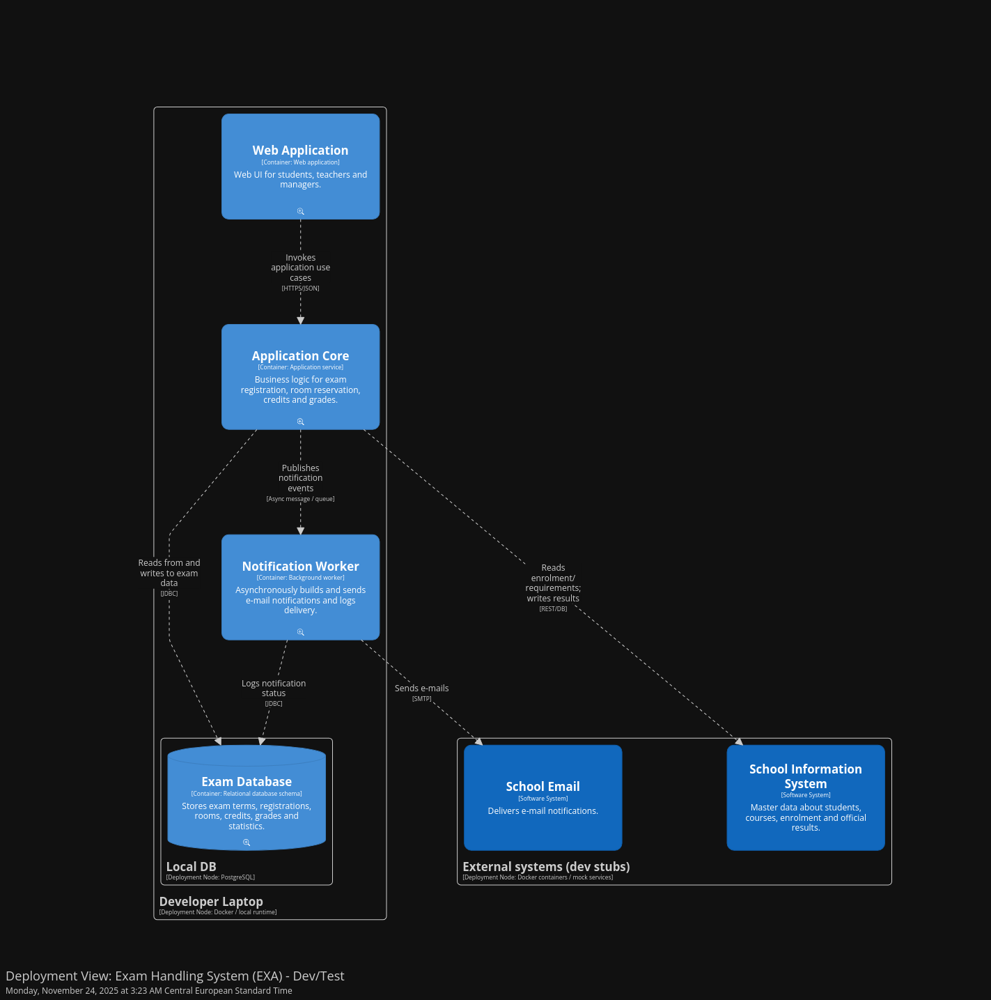 Web Application
[Container: Web application]
Web UI for students, teachers and
managers.
Invokes
application use
cases
[HTTPS/JSON]
Application Core
[Container: Application service]
Business logic for exam
registration, room reservation,
credits and grades.
Publishes
notification
events
[Async message / queue]
Reads from and
writes to exam
data
[JDBC]
Notification Worker
[Container: Background worker]
Asynchronously builds and sends
e-mail notifications and logs
delivery.
Reads
enrolment/
requirements;
writes results
[REST/DB]
Logs notification
status
[JDBC]
Sends e-mails
[SMTP]
Exam Database
[Container: Relational database schema]
Stores exam terms, registrations,
rooms, credits, grades and
statistics.
Local DB
[Deployment Node: PostgreSQL]
Developer Laptop
[Deployment Node: Docker / local runtime]
School Email
[Software System]
Delivers e-mail notifications.
School Information
System
[Software System]
Master data about students,
courses, enrolment and official
results.
External systems (dev stubs)
[Deployment Node: Docker containers / mock services]
Deployment View: Exam Handling System (EXA) - Dev/Test
Monday, November 24, 2025 at 3:23 AM Central European Standard Time